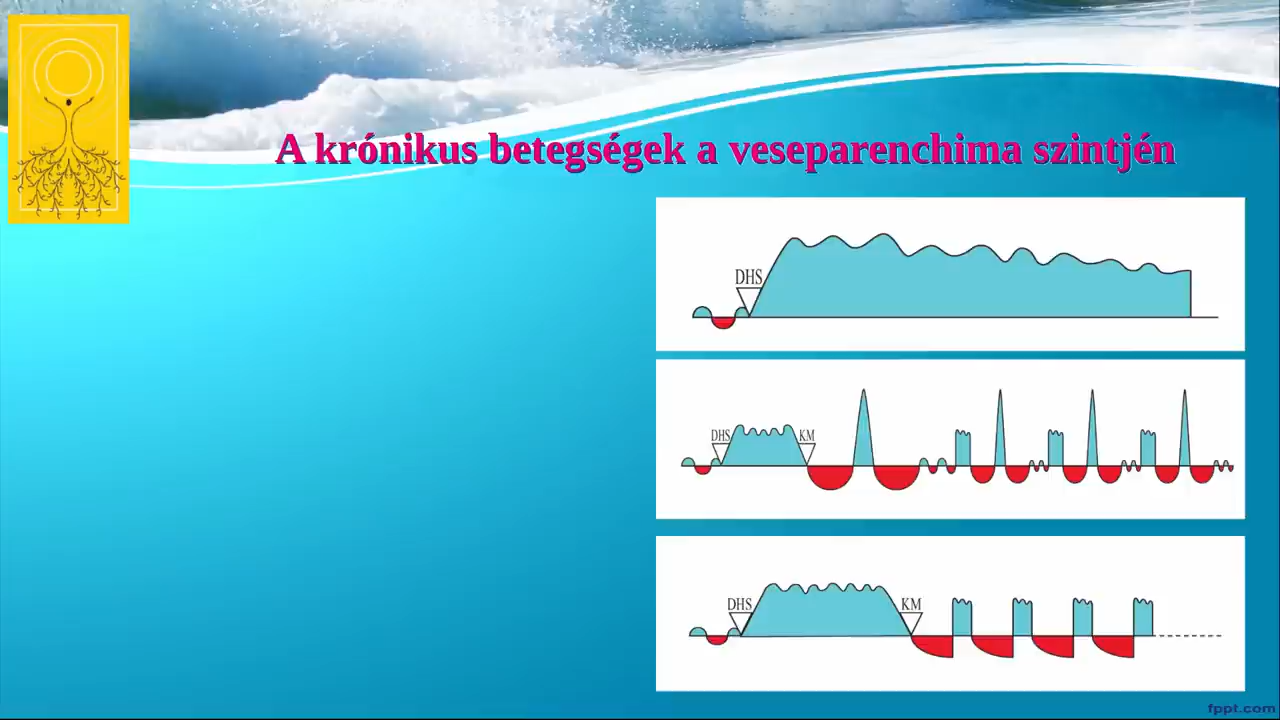 A krónikus betegségek a veseparenchima szintjén
DHS
DHS
KM
DHS
KM
fppt.com